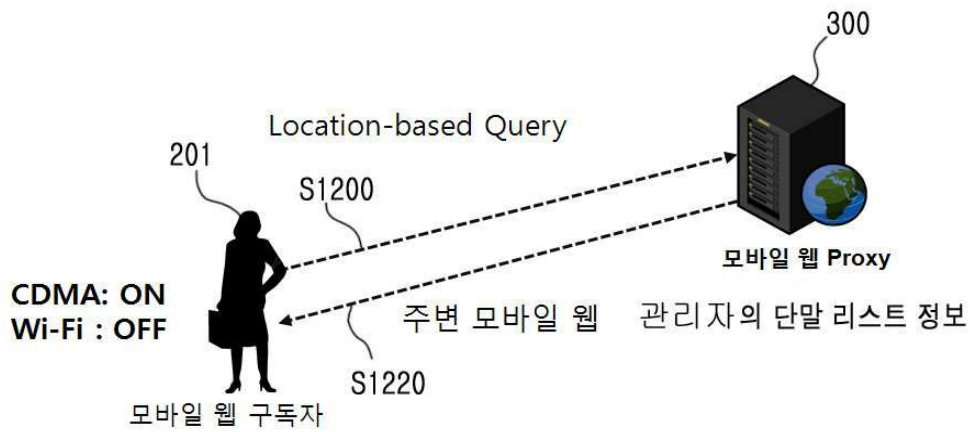 300
Location-based Query
201
S1200
모바일 웹 Proxy
CDMA: ON
Wi-Fi : OFF
주변 모바일 웹 관리자의 단말 리스트 정보
S1220
모바일 웹 구독자